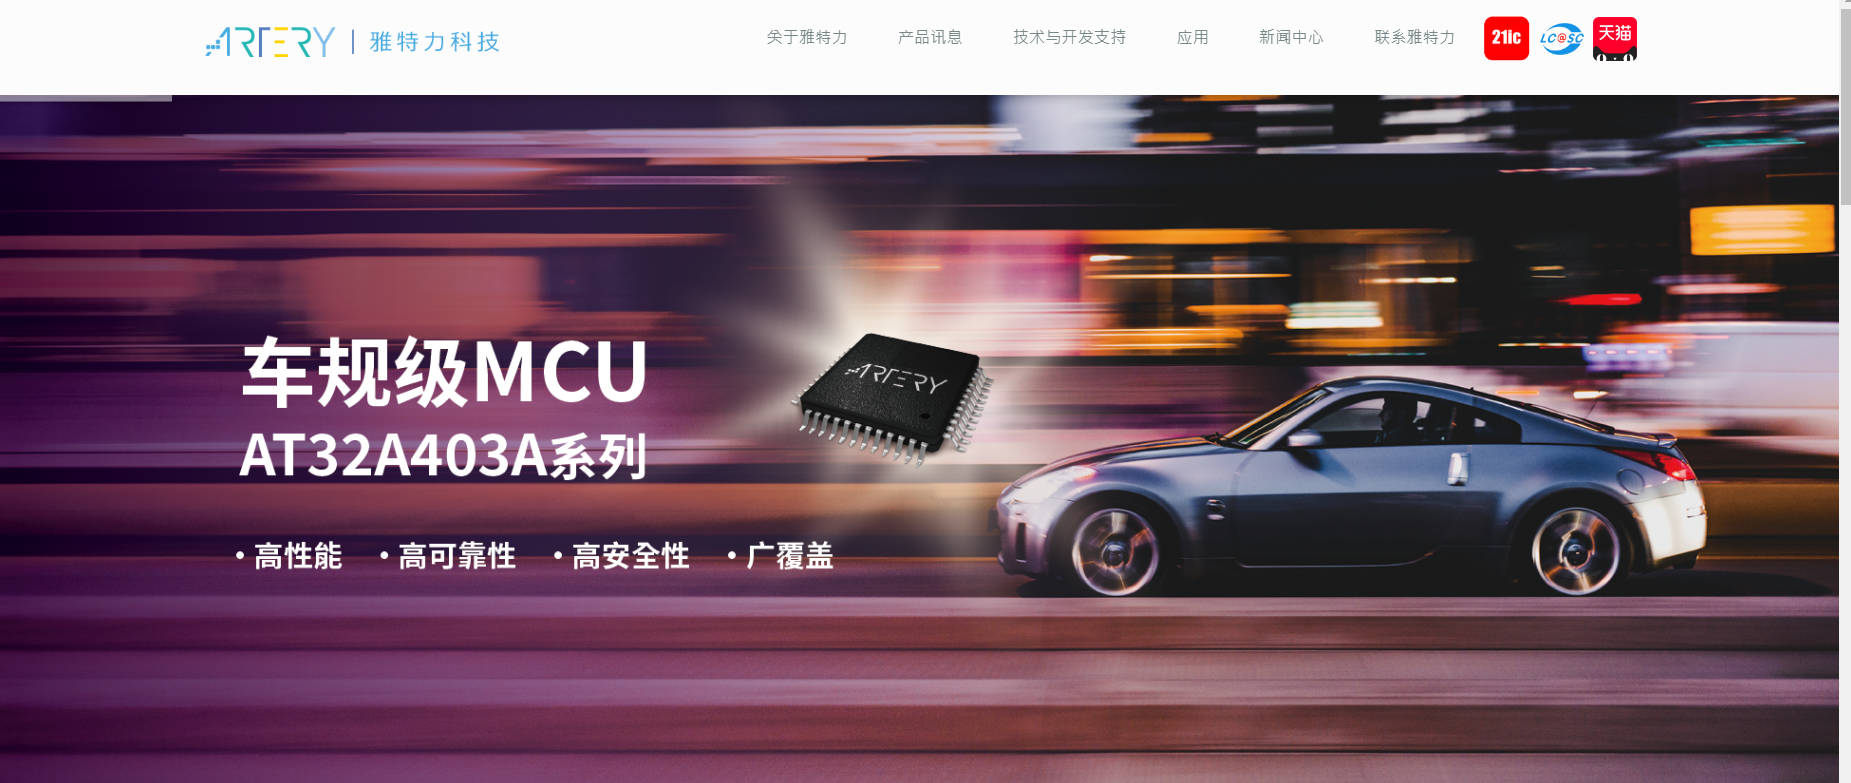 ARTERY | 雅特力科技
关于雅特力 产品讯息 技术与开发支持 应用 新闻中心 联系雅特力 21ic LC@SC 天猫
车规级MCU
ARTERY
AT32A403A系列
·高性能 ·高可靠性 ·高安全性 ·广覆盖